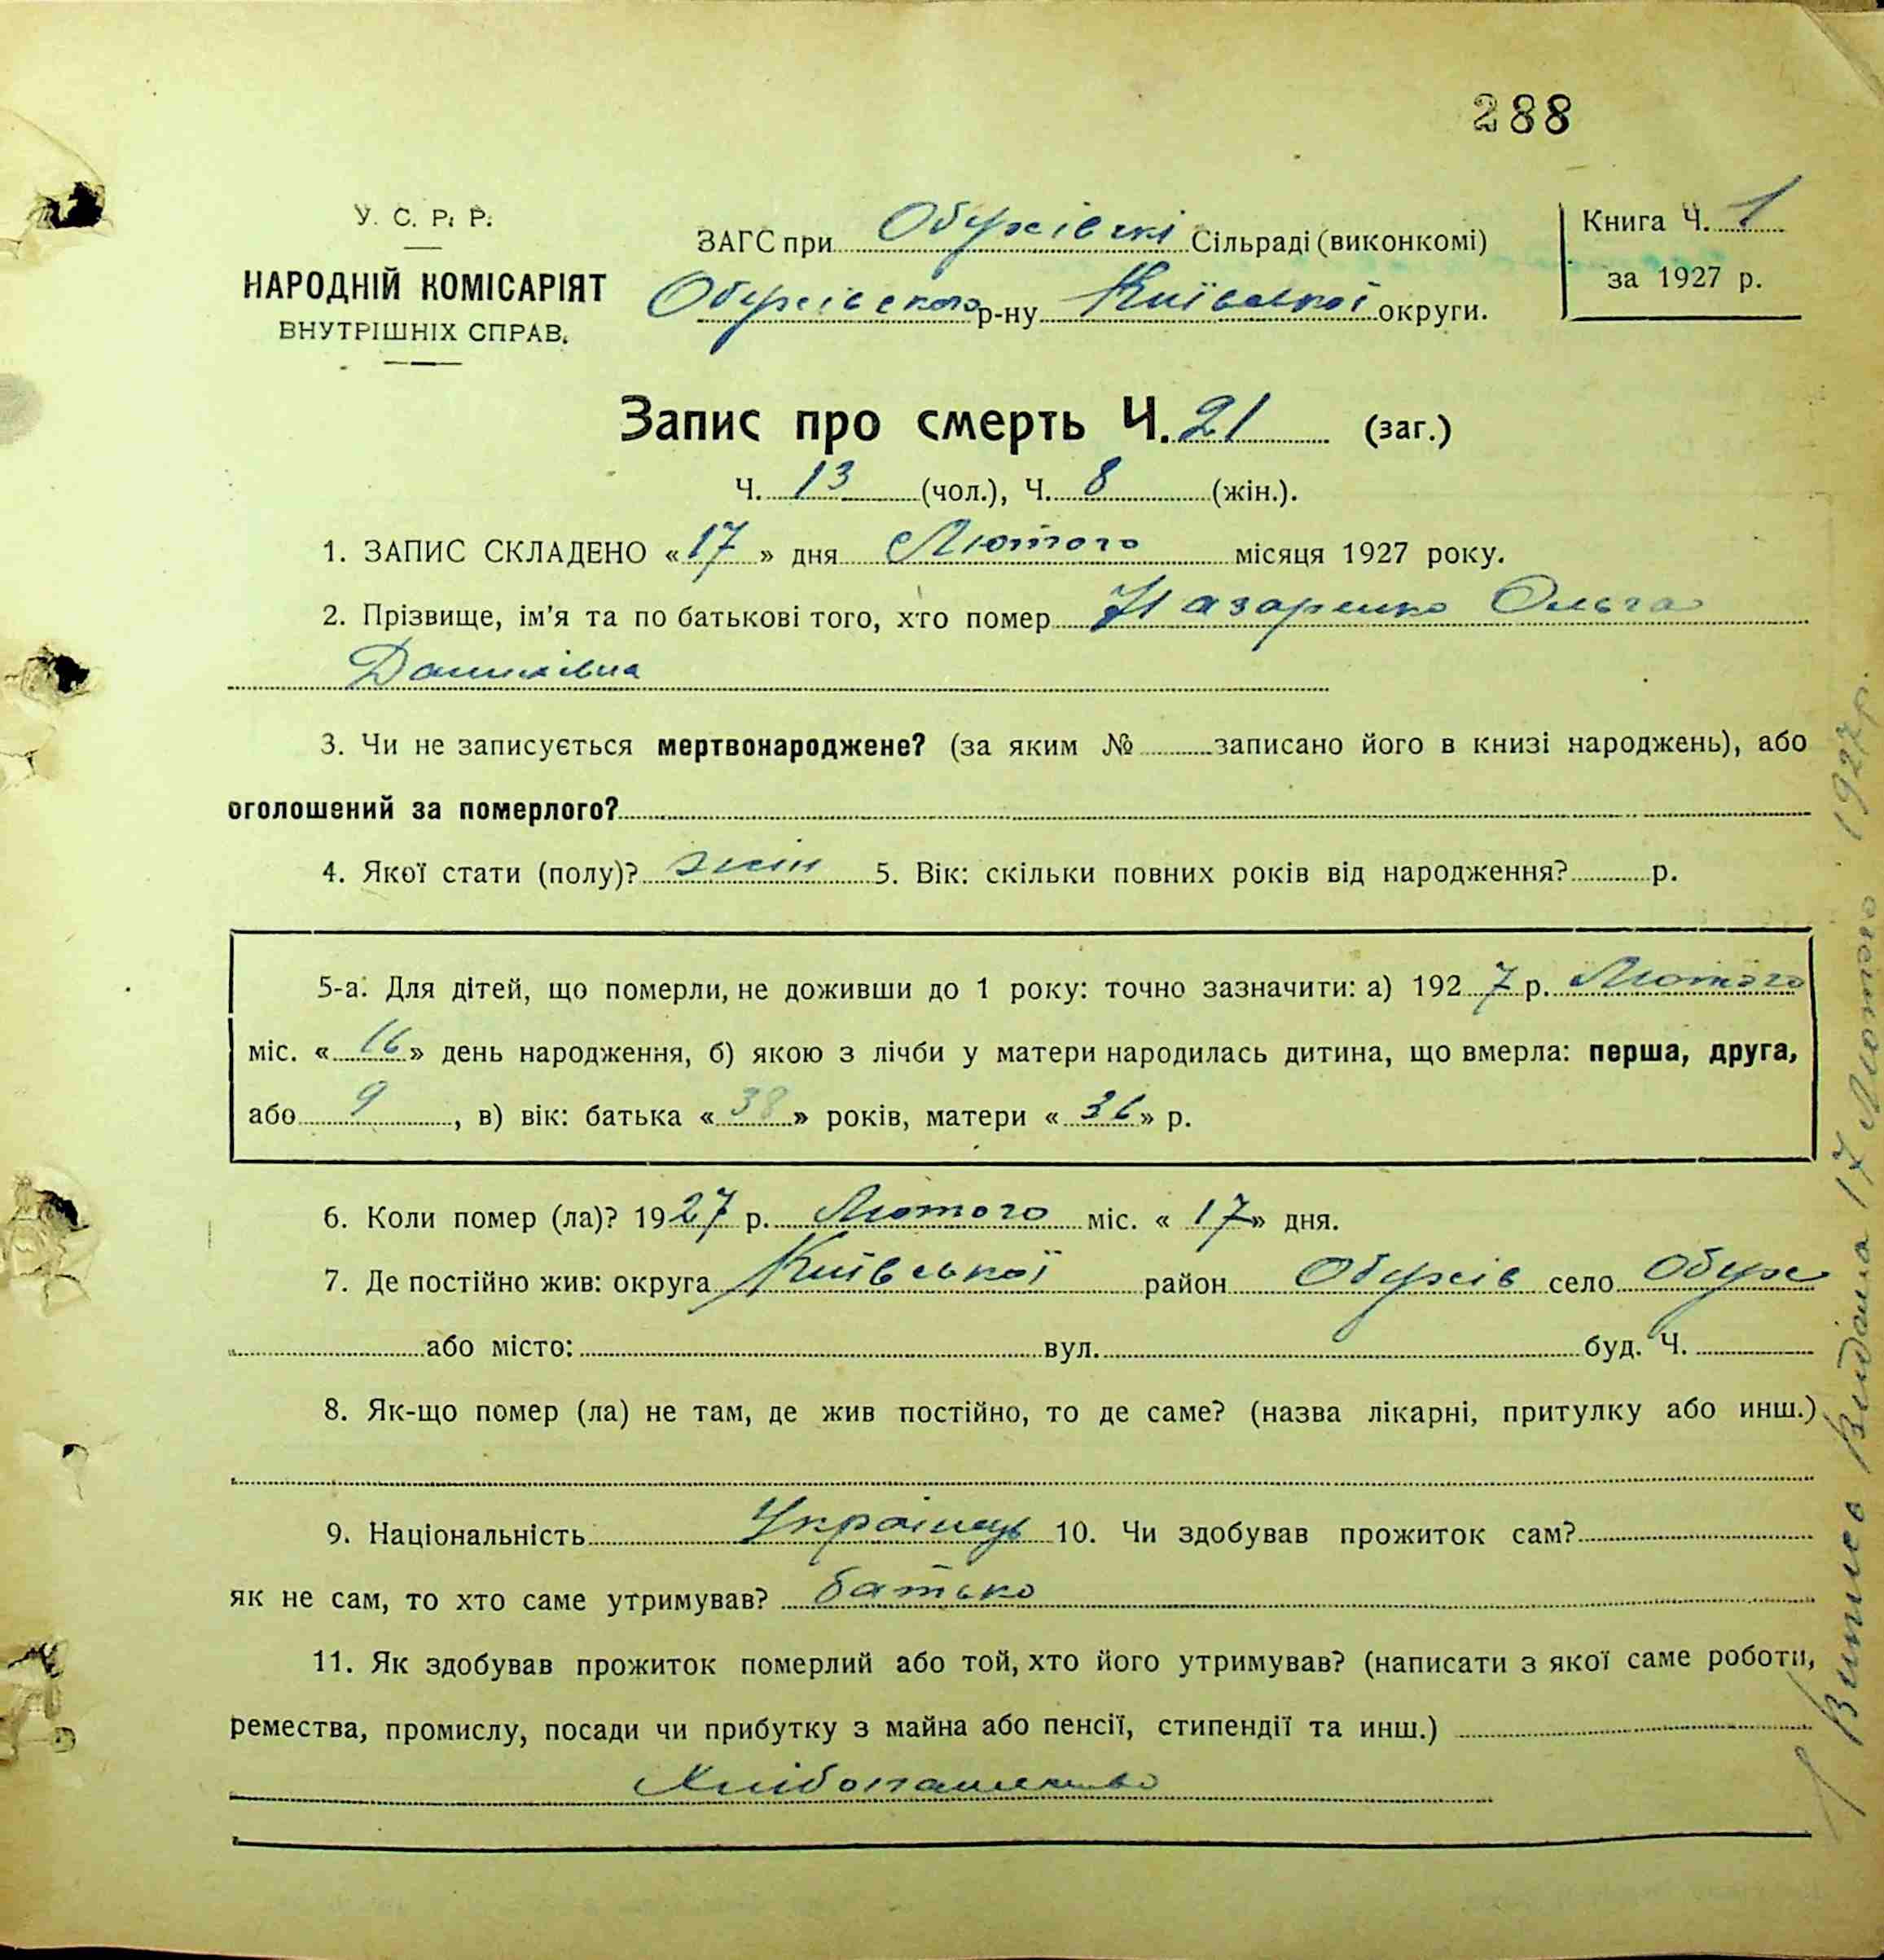 288
У. С. Р. Р.
НАРОДНІЙ КОМІСАРІЯТ
ВНУТРІШНІХ СПРАВ.
ЗАГС при Обухівскі Сільраді (виконкомі)
Обухівского р-ну Київської округи.
Книга Ч. 1
за 1927 р.
Запис про смерть Ч. 21 (заг.)
Ч. 13 (чол.), Ч. 8 (жін.).
1. ЗАПИС СКЛАДЕНО «17» дня Лютого місяця 1927 року.
2. Прізвище, ім'я та по батькові того, хто помер Назаренко Ольга
3. Чи не записується мертвонароджене? (за яким № записано його в книзі народжень), або
оголошений за померлого?
4. Якої стати (полу)? жін 5. Вік: скільки повних років від народження? р.
5-а. Для дітей, що померли, не доживши до 1 року: точно зазначити: а) 1927 р. Лютого
міс. «16» день народження, б) якою з лічби у матери народилась дитина, що вмерла: перша, друга,
або 9, в) вік: батька «38» років, матери «36» р.
6. Коли помер (ла)? 1927 р. Лютого міс. «17» дня.
7. Де постійно жив: округа Київської район Обухів село Обух
або місто: вул. буд. Ч.
8. Як-що помер (ла) не там, де жив постійно, то де саме? (назва лікарні, притулку або инш.)
9. Національність Українець 10. Чи здобував прожиток сам?
як не сам, то хто саме утримував? батько
11. Як здобував прожиток померлий або той, хто його утримував? (написати з якої саме роботи,
ремества, промислу, посади чи прибутку з майна або пенсії, стипендії та инш.)
Хлібопашество
Випись видана 17 Лютого 1927 р.